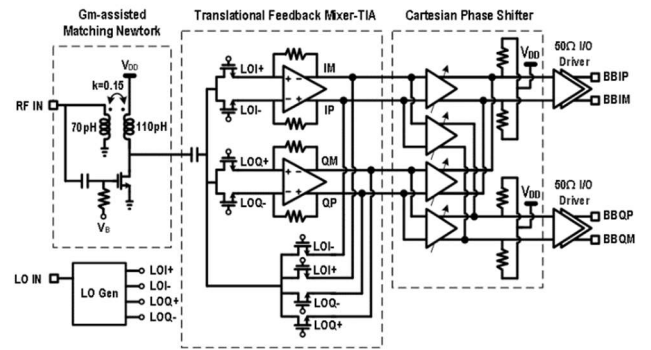 Gm-assisted
Matching Newtork
Translational Feedback Mixer-TIA
Cartesian Phase Shifter
VDD
k=0.15
RF IN
70pH
110pH
VB
LO IN
LO Gen
LOI+
LOI-
LOQ+
LOQ-
LOI+
LOI-
IM
IP
LOQ+
LOQ-
QM
QP
LOI-
LOI+
LOQ-
LOQ+
VDD
50Ω I/O
Driver
BBIP
BBIM
VDD
50Ω I/O
Driver
BBQP
BBQM